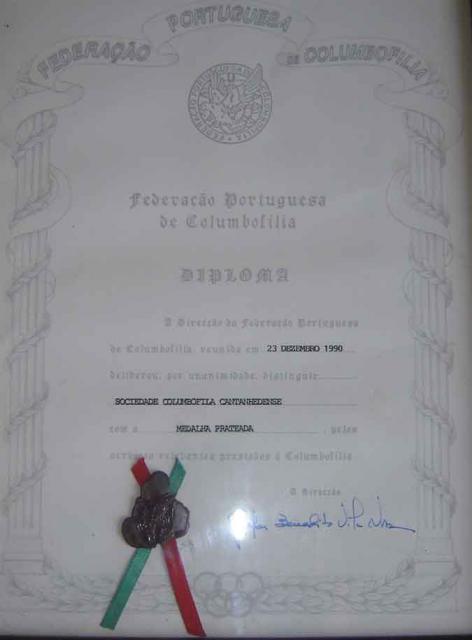 FEDERAÇÃO PORTUGUESA DE COLUMBOFILIA
Federação Portuguesa
de Columbofilia
DIPLOMA
A Direcção da Federação Portuguesa
de Columbofilia, reunida em 23 DEZEMBRO 1990
deliberou, por unanimidade, distinguir
SOCIEDADE COLUMBÓFILA CANTANHEDENSE
com a MEDALHA PRATEADA, pelos
serviços relevantes prestados à Columbofilia
A Direcção